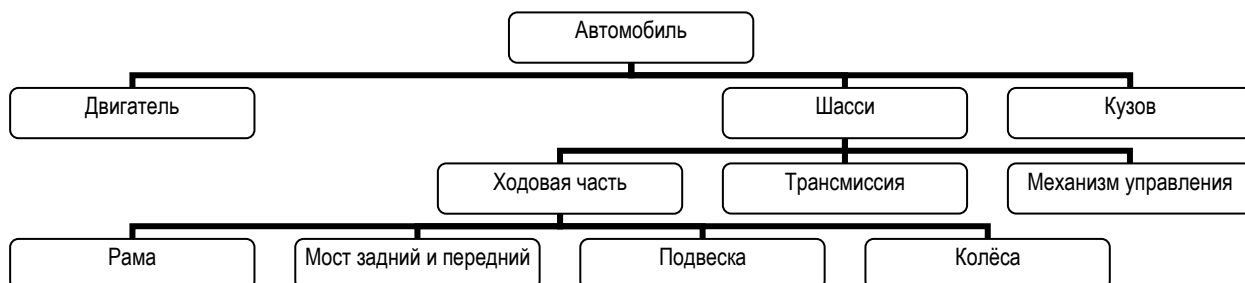 Автомобиль
Двигатель
Шасси
Кузов
Ходовая часть
Трансмиссия
Механизм управления
Рама
Мост задний и передний
Подвеска
Колёса